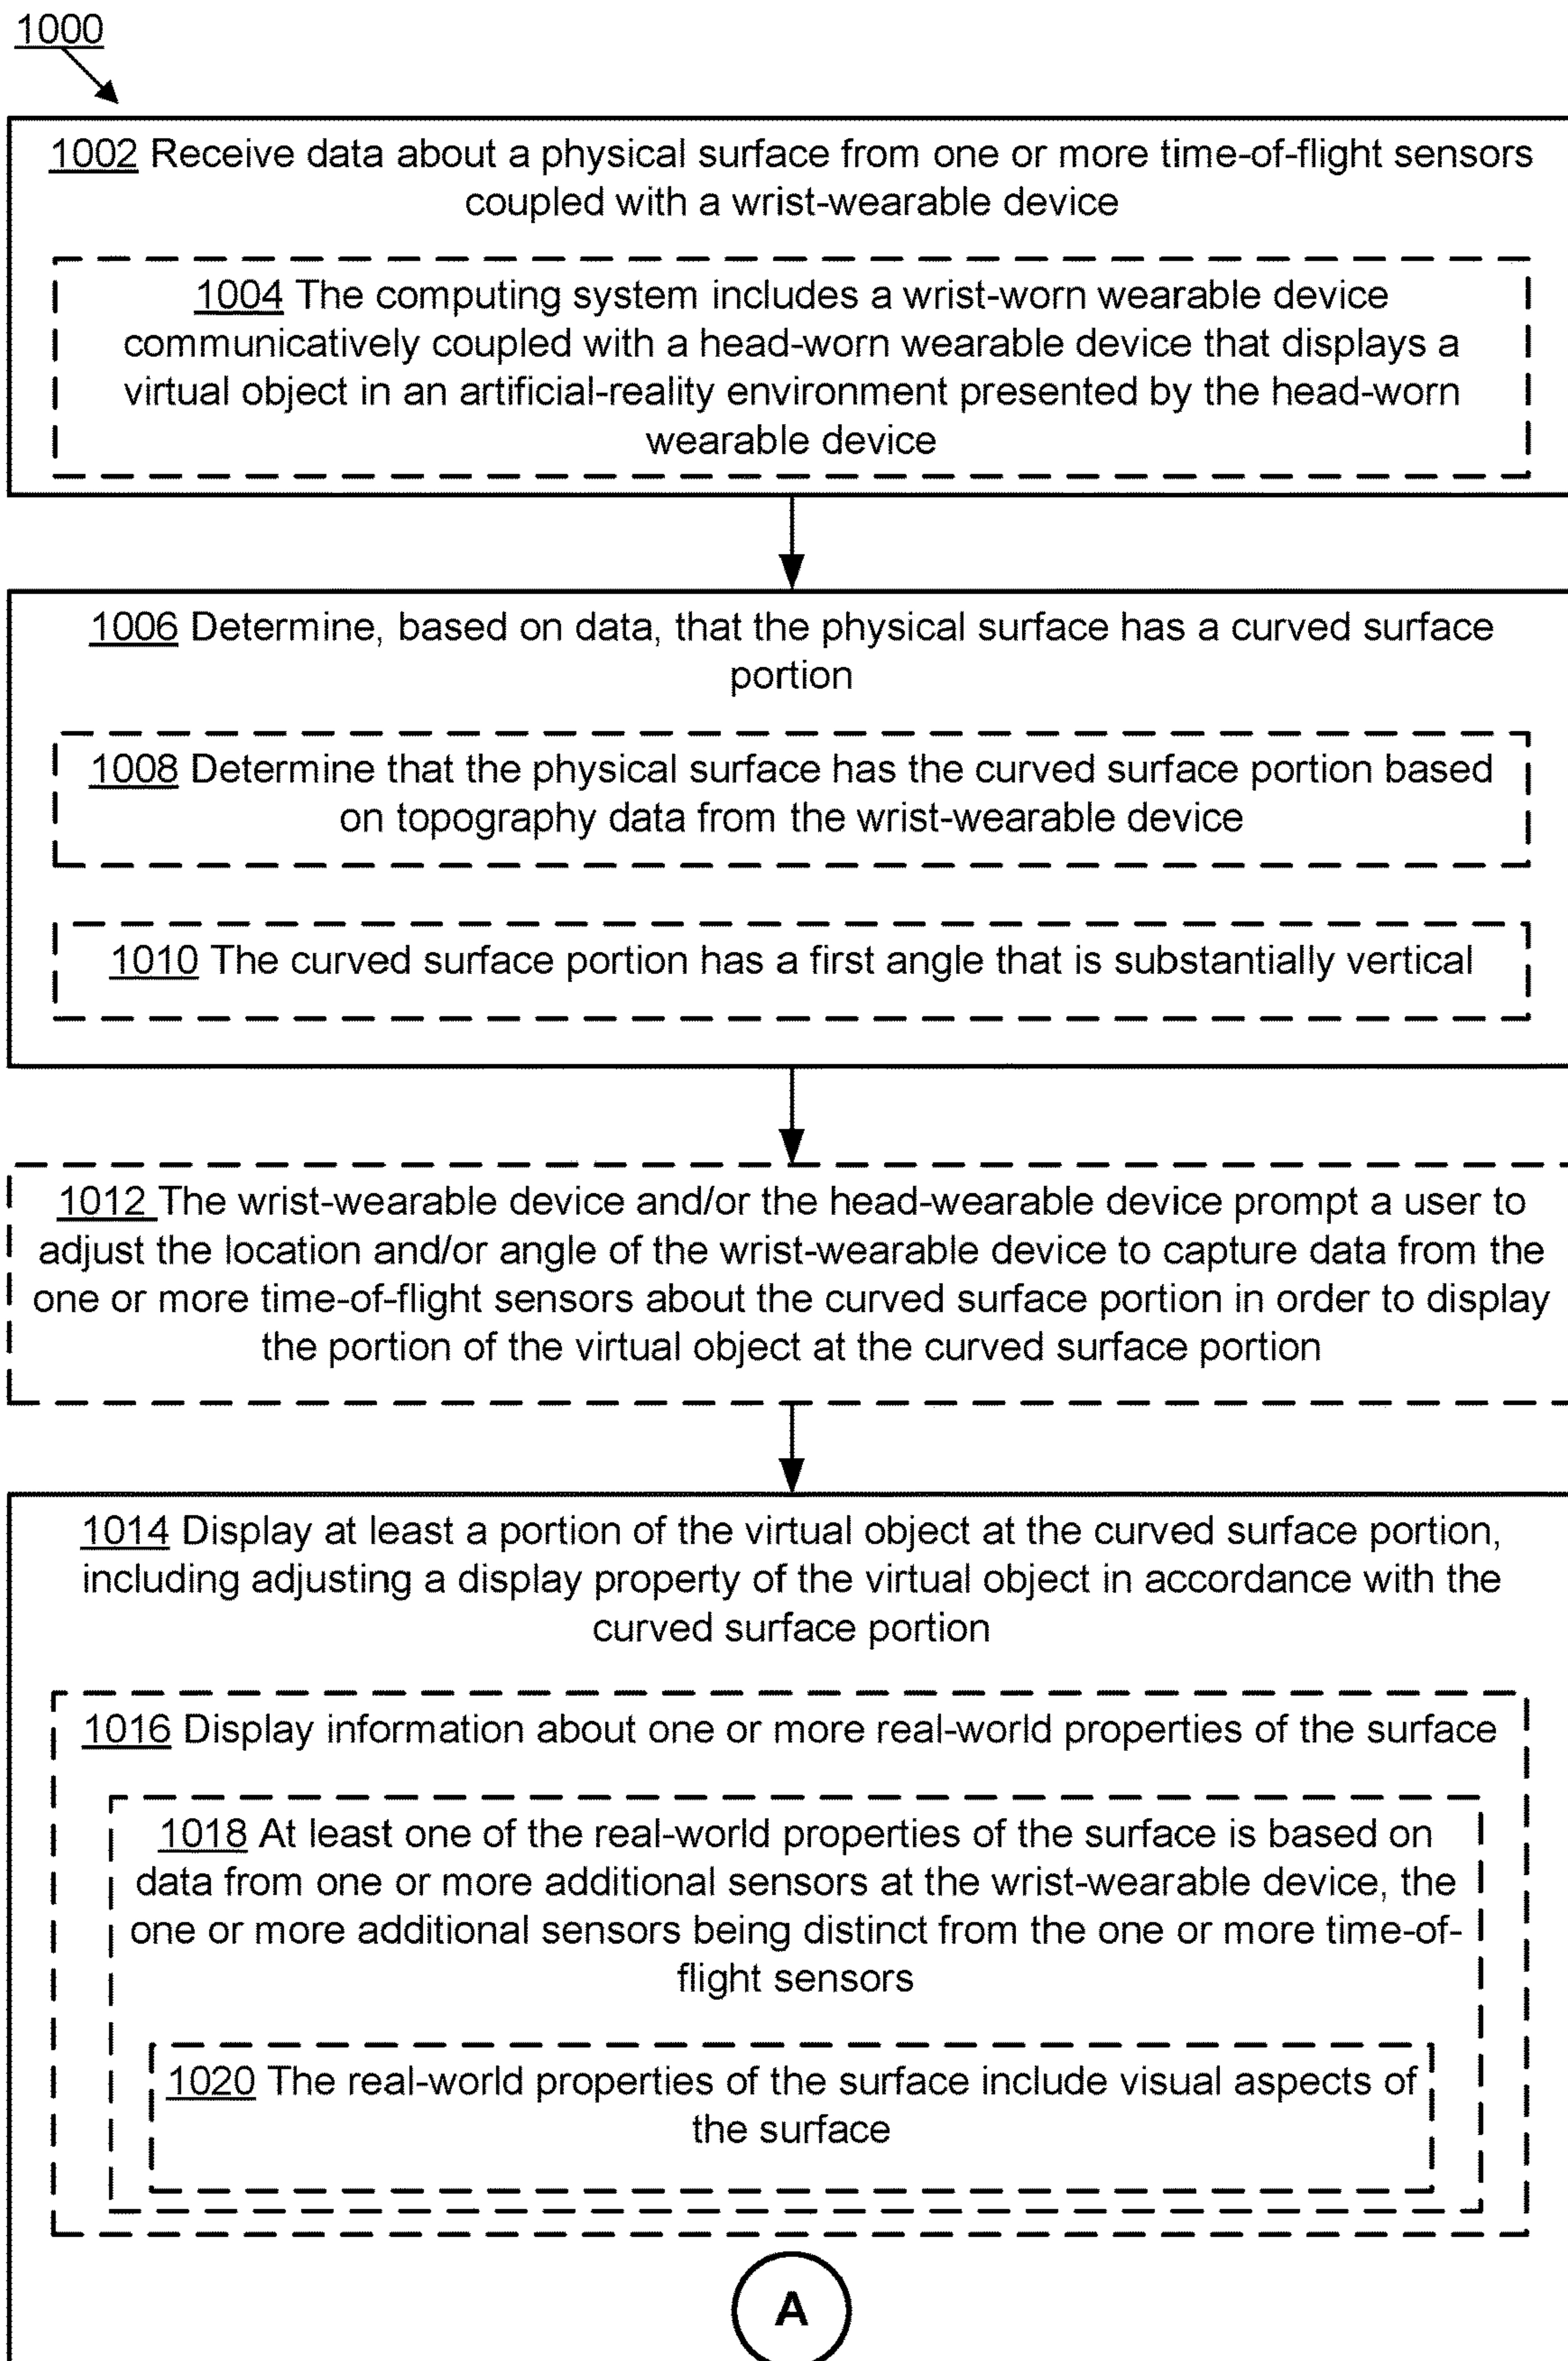 1000
1002 Receive data about a physical surface from one or more time-of-flight sensors
coupled with a wrist-wearable device
1004 The computing system includes a wrist-worn wearable device
communicatively coupled with a head-worn wearable device that displays a
virtual object in an artificial-reality environment presented by the head-worn
wearable device
1006 Determine, based on data, that the physical surface has a curved surface
portion
1008 Determine that the physical surface has the curved surface portion based
on topography data from the wrist-wearable device
1010 The curved surface portion has a first angle that is substantially vertical
1012 The wrist-wearable device and/or the head-wearable device prompt a user to
adjust the location and/or angle of the wrist-wearable device to capture data from the
one or more time-of-flight sensors about the curved surface portion in order to display
the portion of the virtual object at the curved surface portion
1014 Display at least a portion of the virtual object at the curved surface portion,
including adjusting a display property of the virtual object in accordance with the
curved surface portion
1016 Display information about one or more real-world properties of the surface
1018 At least one of the real-world properties of the surface is based on
data from one or more additional sensors at the wrist-wearable device, the
one or more additional sensors being distinct from the one or more time-of-
flight sensors
1020 The real-world properties of the surface include visual aspects of
the surface
A